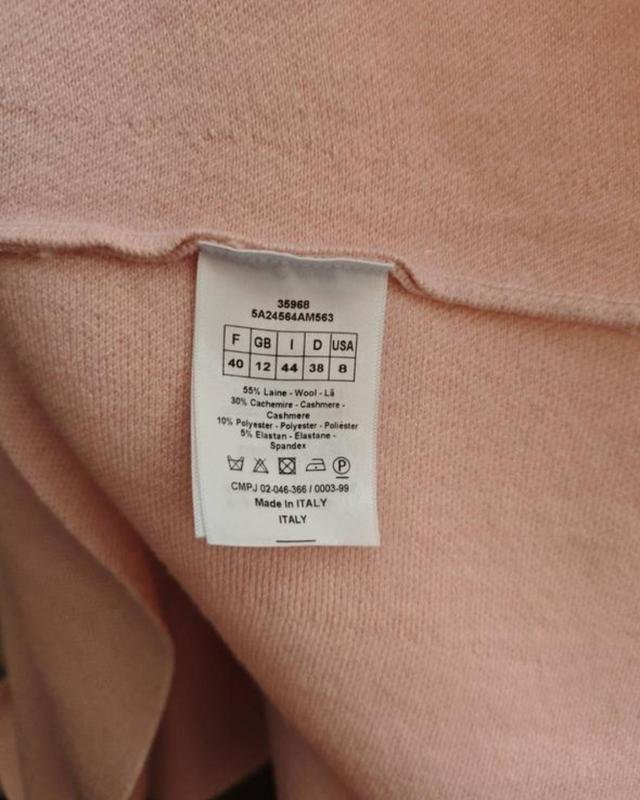 35968
5A24564AM563
F GB I D USA
40 12 44 38 8
55% Laine - Wool - Lã
30% Cachemire - Cashmere -
Cashmere
10% Polyester - Polyester - Poliéster
5% Elastan - Elastane -
Spandex
P
CMPJ 02-046-366 / 0003-99
Made in ITALY
ITALY